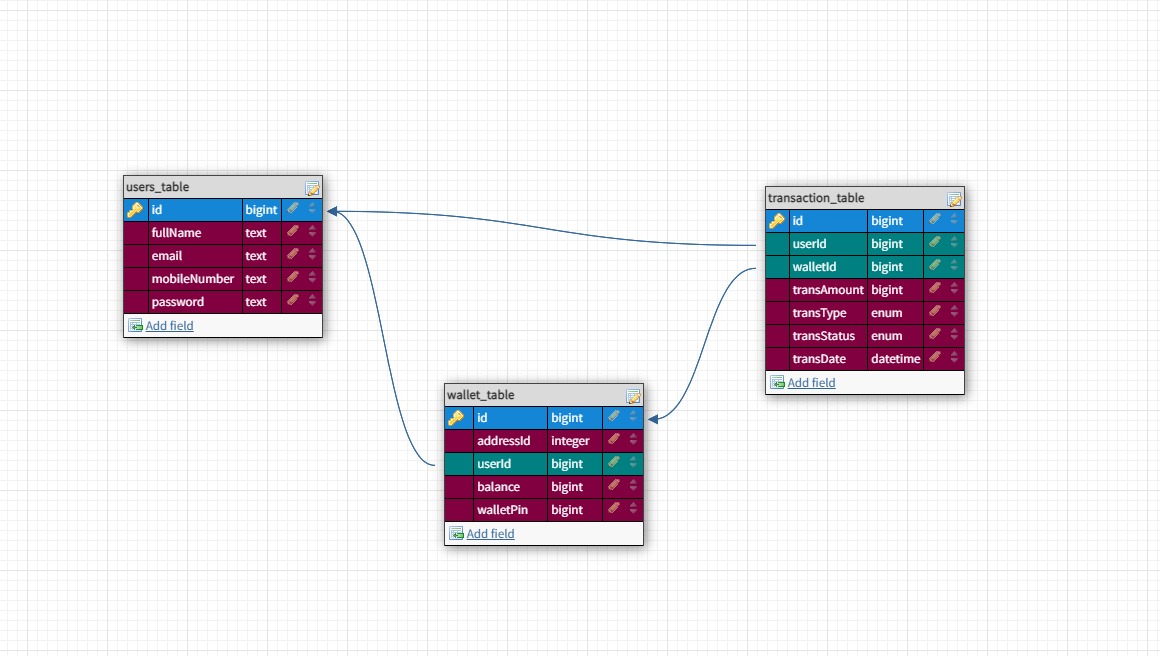 users_table
id bigint
fullName text
email text
mobileNumber text
password text
Add field
transaction_table
id bigint
userId bigint
walletId bigint
transAmount bigint
transType enum
transStatus enum
transDate datetime
Add field
wallet_table
id bigint
addressId integer
userId bigint
balance bigint
walletPin bigint
Add field